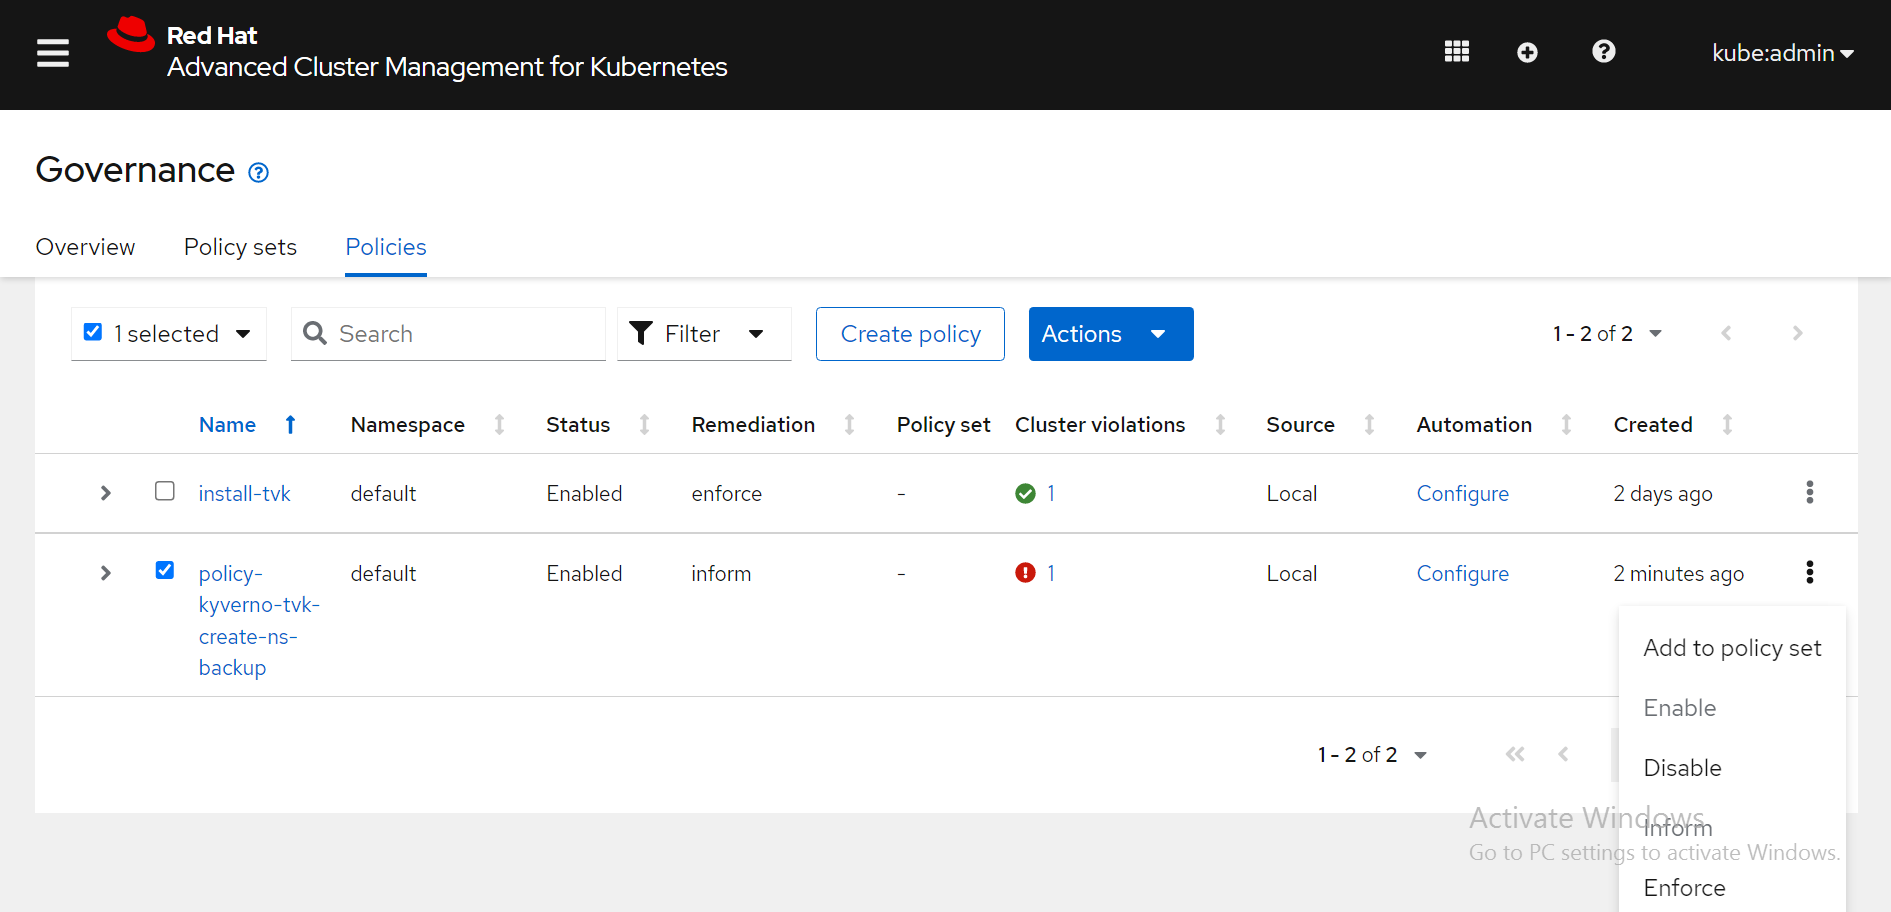 Red Hat
Advanced Cluster Management for Kubernetes
kube:admin
Governance
Overview Policy sets Policies
1 selected Search Filter Create policy Actions 1 - 2 of 2
Name Namespace Status Remediation Policy set Cluster violations Source Automation Created
install-tvk default Enabled enforce - 1 Local Configure 2 days ago
policy- default Enabled inform - 1 Local Configure 2 minutes ago
kyverno-tvk-
create-ns-
backup
Add to policy set
Enable
1 - 2 of 2
Disable
Activate Windows
Inform
Go to PC settings to activate Windows.
Enforce